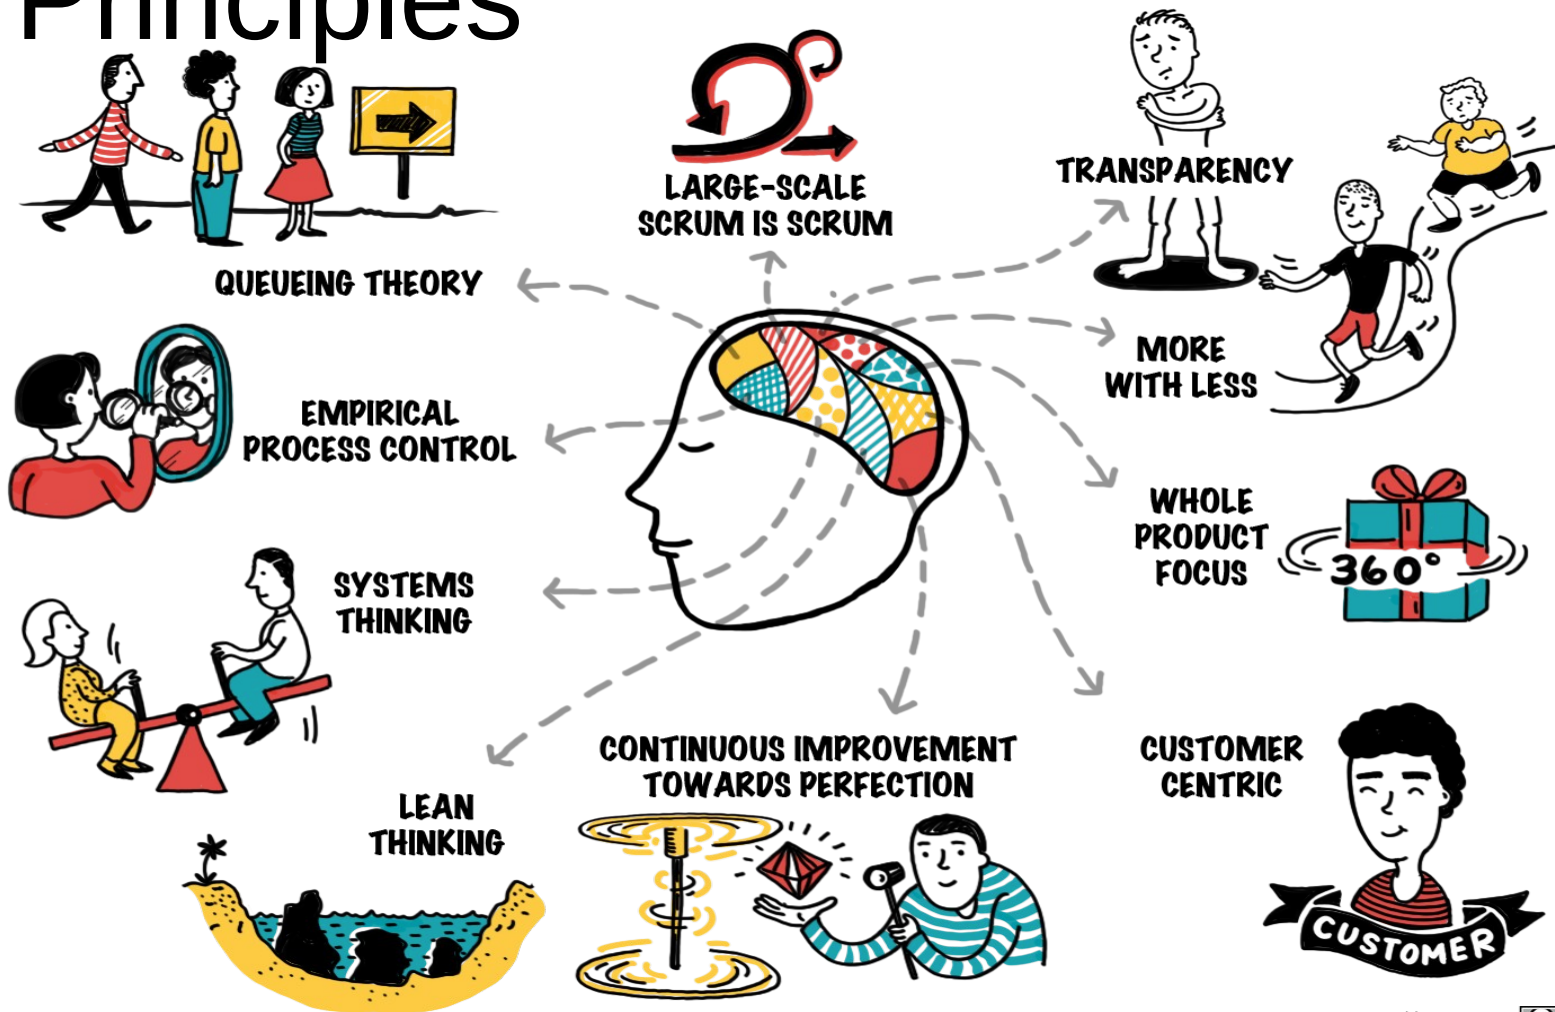 Principles
LARGE-SCALE
SCRUM IS SCRUM
TRANSPARENCY
QUEUEING THEORY
MORE
WITH LESS
EMPIRICAL
PROCESS CONTROL
WHOLE
PRODUCT
FOCUS
360°
SYSTEMS
THINKING
CONTINUOUS IMPROVEMENT
TOWARDS PERFECTION
CUSTOMER
CENTRIC
LEAN
THINKING
CUSTOMER